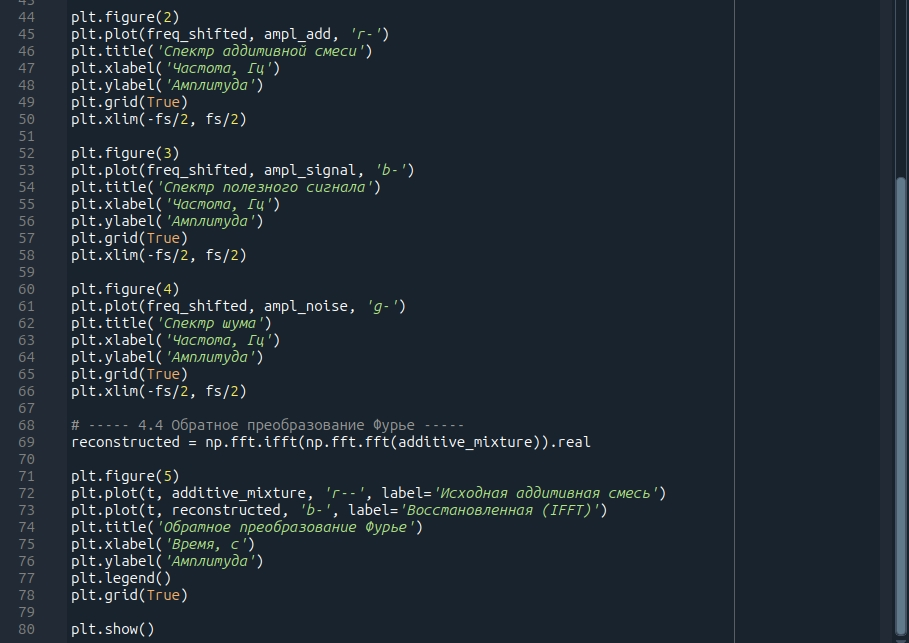 44 plt.figure(2)
45 plt.plot(freq_shifted, ampl_add, 'r-')
46 plt.title('Спектр аддитивной смеси')
47 plt.xlabel('Частота, Гц')
48 plt.ylabel('Амплитуда')
49 plt.grid(True)
50 plt.xlim(-fs/2, fs/2)
51
52 plt.figure(3)
53 plt.plot(freq_shifted, ampl_signal, 'b-')
54 plt.title('Спектр полезного сигнала')
55 plt.xlabel('Частота, Гц')
56 plt.ylabel('Амплитуда')
57 plt.grid(True)
58 plt.xlim(-fs/2, fs/2)
59
60 plt.figure(4)
61 plt.plot(freq_shifted, ampl_noise, 'g-')
62 plt.title('Спектр шума')
63 plt.xlabel('Частота, Гц')
64 plt.ylabel('Амплитуда')
65 plt.grid(True)
66 plt.xlim(-fs/2, fs/2)
67
68 # ----- 4.4 Обратное преобразование Фурье -----
69 reconstructed = np.fft.ifft(np.fft.fft(additive_mixture)).real
70
71 plt.figure(5)
72 plt.plot(t, additive_mixture, 'r--', label='Исходная аддитивная смесь')
73 plt.plot(t, reconstructed, 'b-', label='Восстановленная (IFFT)')
74 plt.title('Обратное преобразование Фурье')
75 plt.xlabel('Время, с')
76 plt.ylabel('Амплитуда')
77 plt.legend()
78 plt.grid(True)
79
80 plt.show()